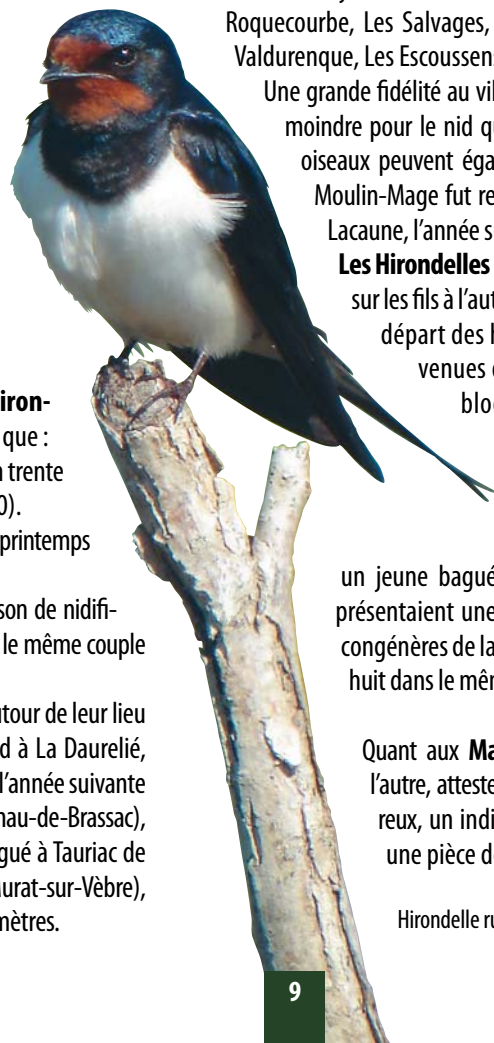 iron-
que :
trente
0).
printemps
son de nidifi-
le même couple
utour de leur lieu
d à La Daurelié,
l'année suivante
nau-de-Brassac),
gué à Tauriac de
Murat-sur-Vèbre),
mètres.
Roquecourbe, Les Salvages,
Valdurenque, Les Escoussens
Une grande fidélité au vil
moindre pour le nid qu
oiseaux peuvent éga
Moulin-Mage fut re
Lacaune, l'année s
Les Hirondelles
sur les fils à l'aut
départ des h
venues
bloc
un jeune bagué
présentaient une
congénères de la
huit dans le mêm
Quant aux Ma
l'autre, atteste
reux, un indi
une pièce de
Hirondelle ru
9